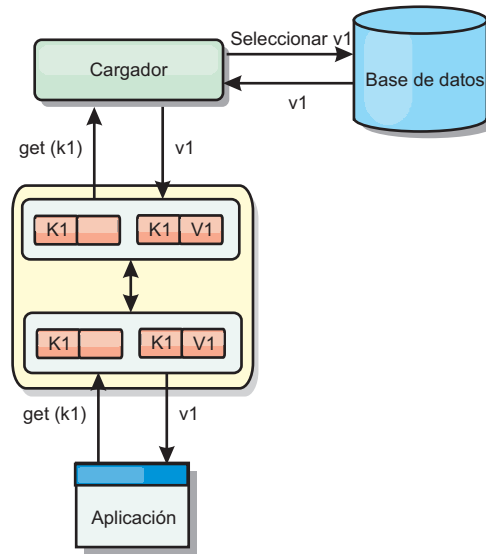 Seleccionar v1
Cargador
Base de datos
v1
get (k1)
v1
K1
K1 V1
K1
K1 V1
get (k1)
v1
Aplicación